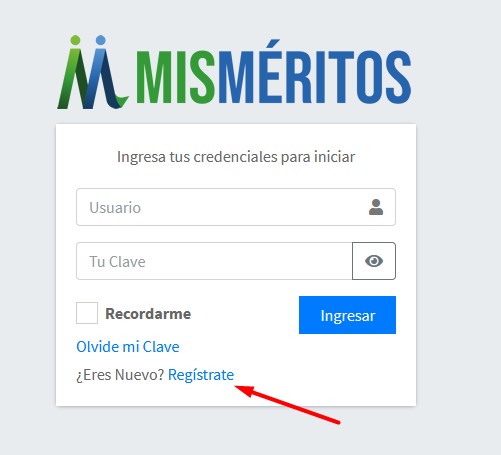 MISMÉRITOS
Ingresa tus credenciales para iniciar
Usuario
Tu Clave
Recordarme
Ingresar
Olvide mi Clave
¿Eres Nuevo? Regístrate